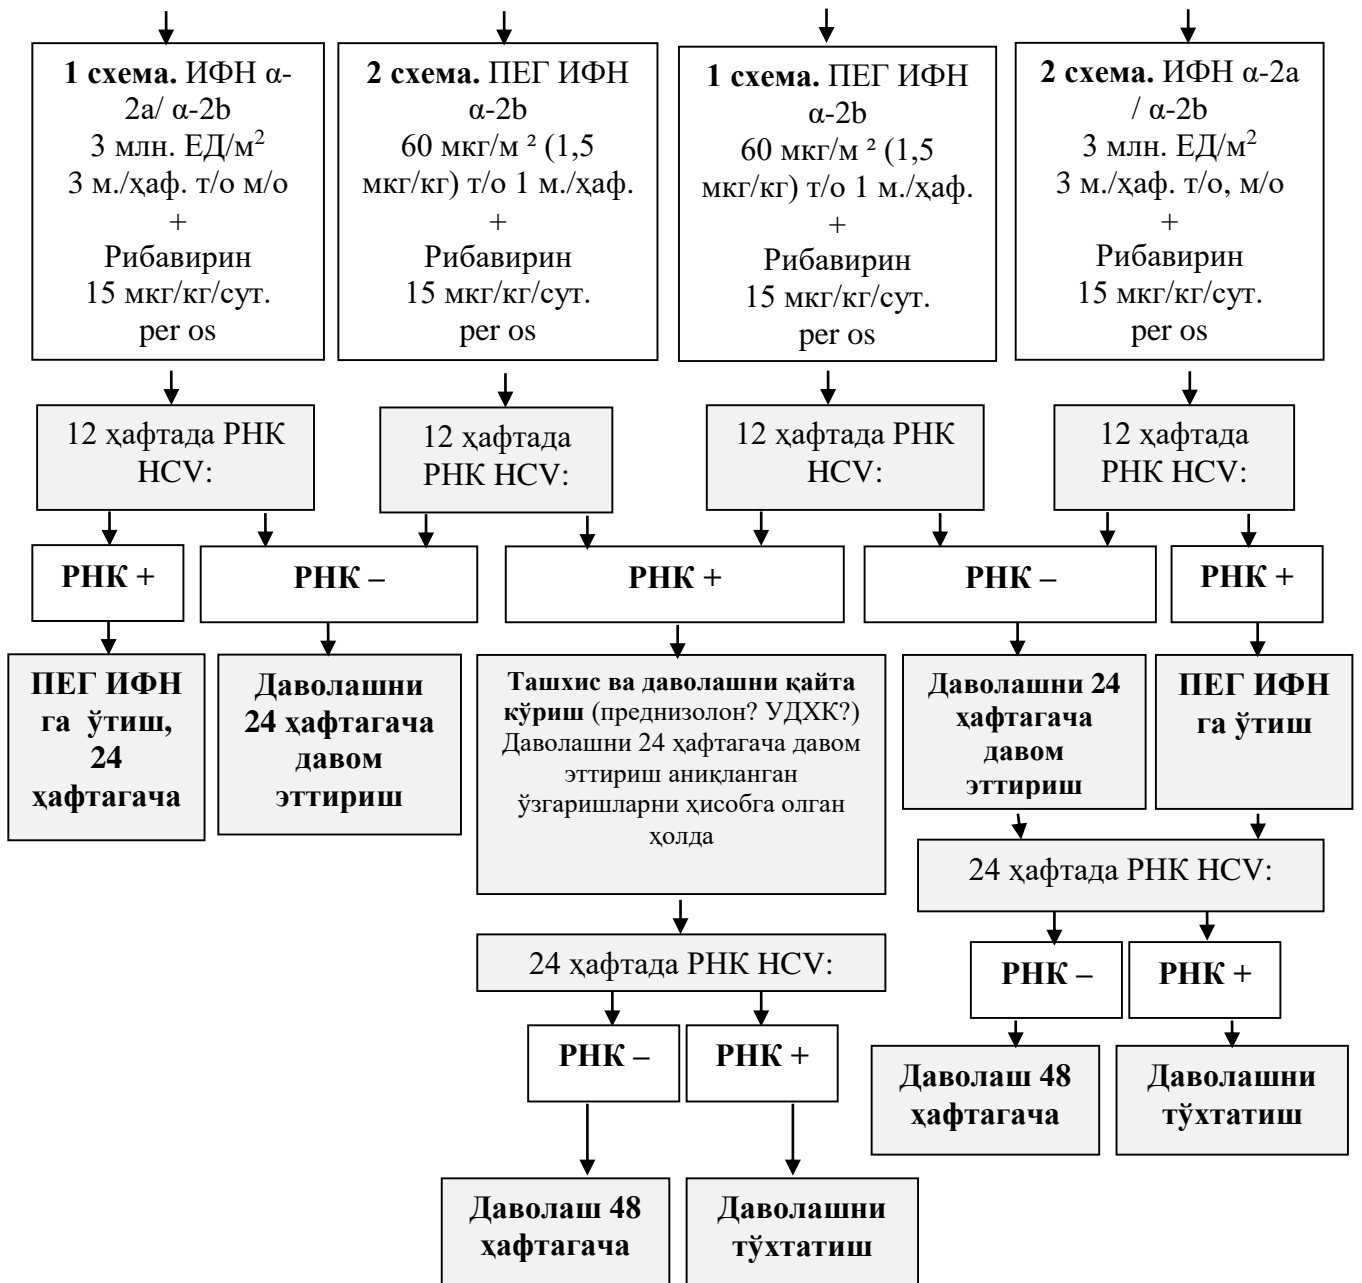 1 схема. ИФН α-
2a/ α-2b
3 млн. ЕД/м²
3 м./ҳаф. т/о м/о
+
Рибавирин
15 мкг/кг/сут.
per os
2 схема. ПЕГ ИФН
α-2b
60 мкг/м ² (1,5
мкг/кг) т/о 1 м./ҳаф.
+
Рибавирин
15 мкг/кг/сут.
per os
1 схема. ПЕГ ИФН
α-2b
60 мкг/м ² (1,5
мкг/кг) т/о 1 м./ҳаф.
+
Рибавирин
15 мкг/кг/сут.
per os
2 схема. ИФН α-2a
/ α-2b
3 млн. ЕД/м²
3 м./ҳаф. т/о, м/о
+
Рибавирин
15 мкг/кг/сут.
per os
12 ҳафтада РНК
HCV:
12 ҳафтада
РНК HCV:
12 ҳафтада РНК
HCV:
12 ҳафтада
РНК HCV:
РНК +
РНК –
РНК +
РНК –
РНК +
ПЕГ ИФН
га ўтиш,
24
ҳафтагача
Даволашни
24 ҳафтагача
давом
эттириш
Ташхис ва даволашни қайта
кўриш (преднизолон? УДХК?)
Даволашни 24 ҳафтагача давом
эттириш аниқланган
ўзгаришларни ҳисобга олган
ҳолда
Даволашни 24
ҳафтагача
давом
эттириш
ПЕГ ИФН
га ўтиш
24 ҳафтада РНК HCV:
24 ҳафтада РНК HCV:
РНК –
РНК +
РНК –
РНК +
Даволаш 48
ҳафтагача
Даволашни
тўхтатиш
Даволаш 48
ҳафтагача
Даволашни
тўхтатиш